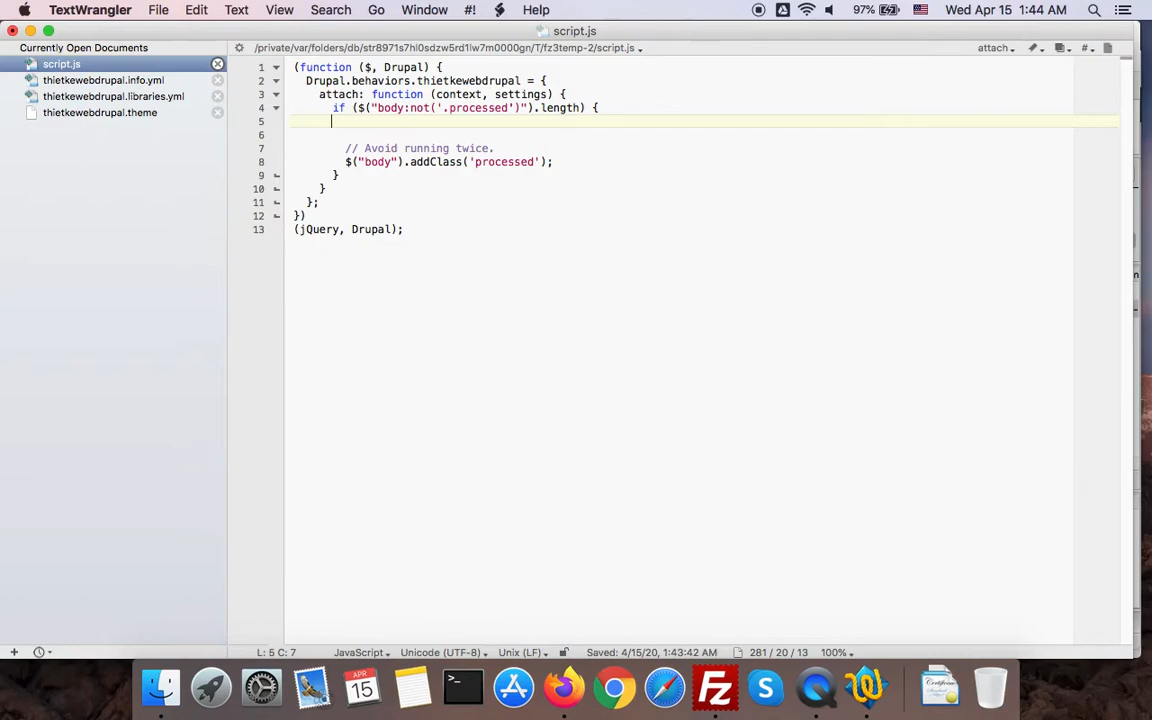 TextWrangler File Edit Text View Search Go Window #! Help 97% Wed Apr 15 1:44 AM
script.js
Currently Open Documents
/private/var/folders/db/str8971s7hi0sdzw5rd1lw7m0000gn/T/fz3temp-2/script.js
attach
#
script.js
thietkewebdrupal.info.yml
thietkewebdrupal.libraries.yml
thietkewebdrupal.theme
1 (function ($, Drupal) {
2 Drupal.behaviors.thietkewebdrupal = {
3 attach: function (context, settings) {
4 if ($("body:not('.processed')").length) {
5
6
7 // Avoid running twice.
8 $("body").addClass('processed');
9 }
10 }
11 };
12 })
13 (jQuery, Drupal);
L: 5 C: 7 JavaScript Unicode (UTF-8) Unix (LF) Saved: 4/15/20, 1:43:42 AM 281 / 20 / 13 100%
APR
15
>_
FZ
S